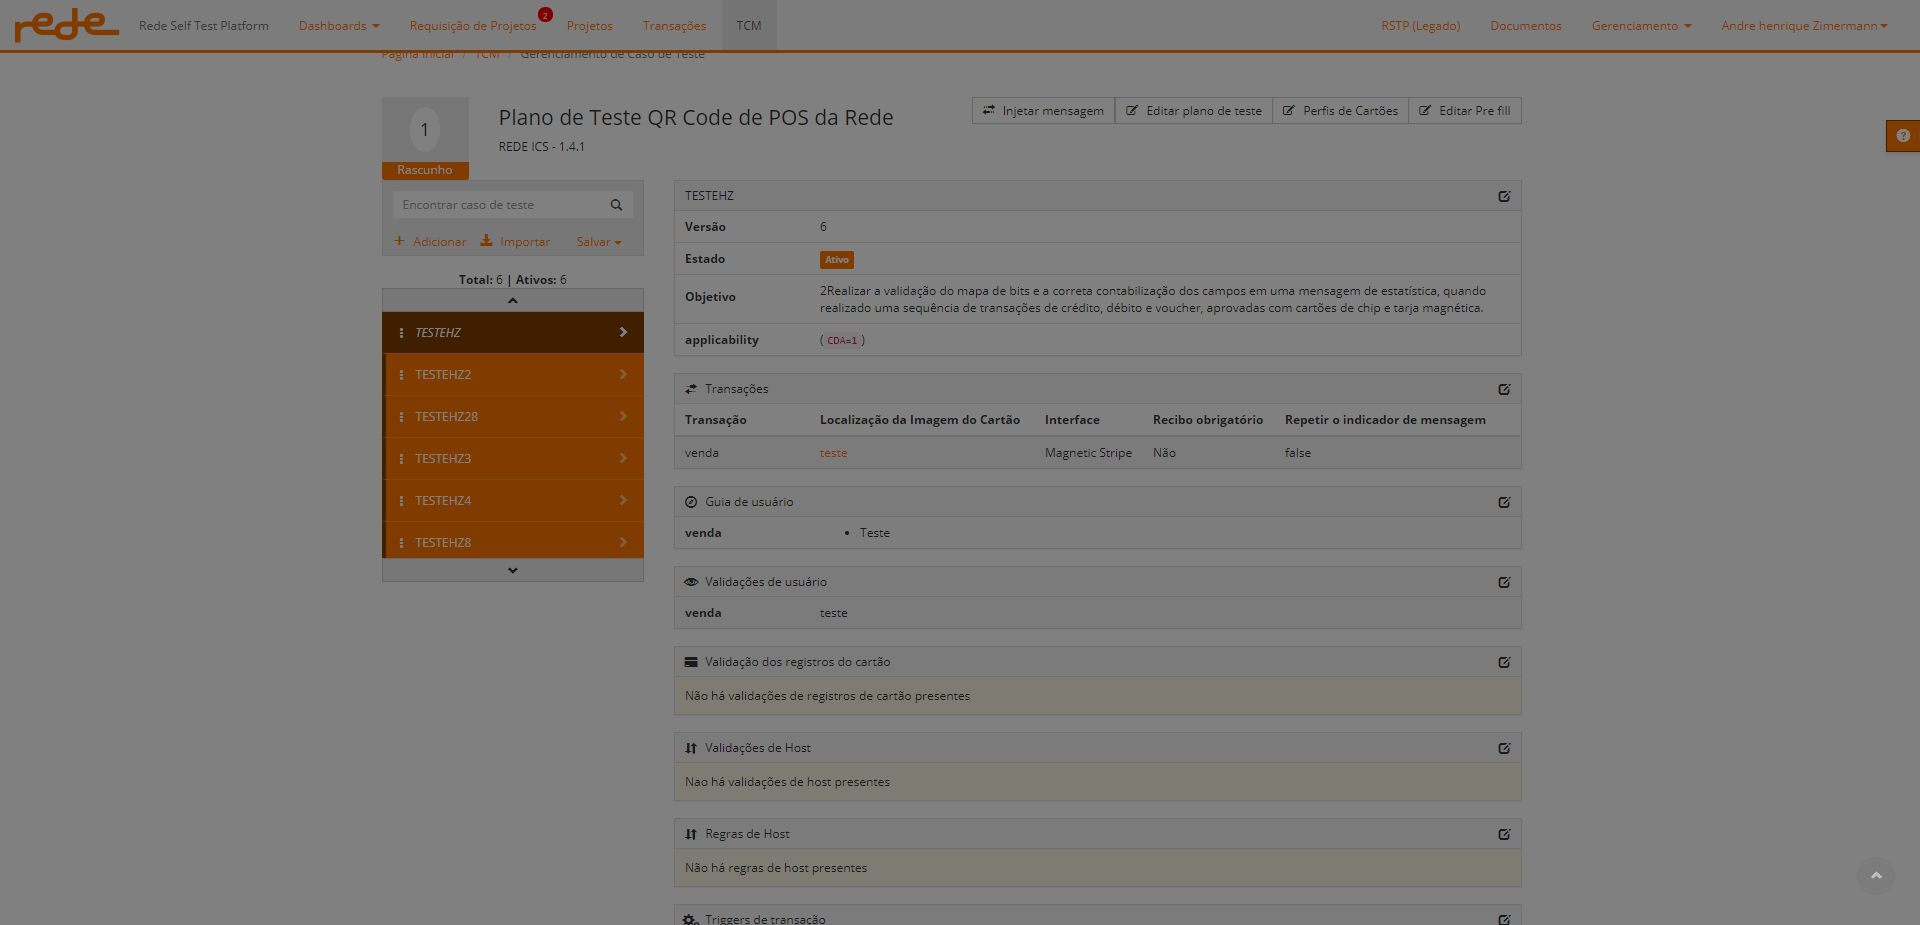 rede Rede Self Test Platform Dashboards Requisição de Projetos 2 Projetos Transações TCM RSTP (Legado) Documentos Gerenciamento Andre henrique Zimermann
Página Inicial / TCM / Gerenciamento de Caso de Teste
1
Rascunho
Plano de Teste QR Code de POS da Rede
REDE ICS - 1.4.1
Injetar mensagem Editar plano de teste Perfis de Cartões Editar Pre fill
Encontrar caso de teste
Adicionar Importar Salvar
Total: 6 | Ativos: 6
TESTEHZ
TESTEHZ2
TESTEHZ28
TESTEHZ3
TESTEHZ4
TESTEHZ8
TESTEHZ
Versão 6
Estado Ativo
Objetivo 2Realizar a validação do mapa de bits e a correta contabilização dos campos em uma mensagem de estatística, quando
realizado uma sequência de transações de crédito, débito e voucher, aprovadas com cartões de chip e tarja magnética.
applicability ( CDA=1 )
Transações
Transação Localização da Imagem do Cartão Interface Recibo obrigatório Repetir o indicador de mensagem
venda teste Magnetic Stripe Não false
Guia de usuário
venda • Teste
Validações de usuário
venda teste
Validação dos registros do cartão
Não há validações de registros de cartão presentes
Validações de Host
Nao há validações de host presentes
Regras de Host
Não há regras de host presentes
Triggers de transação